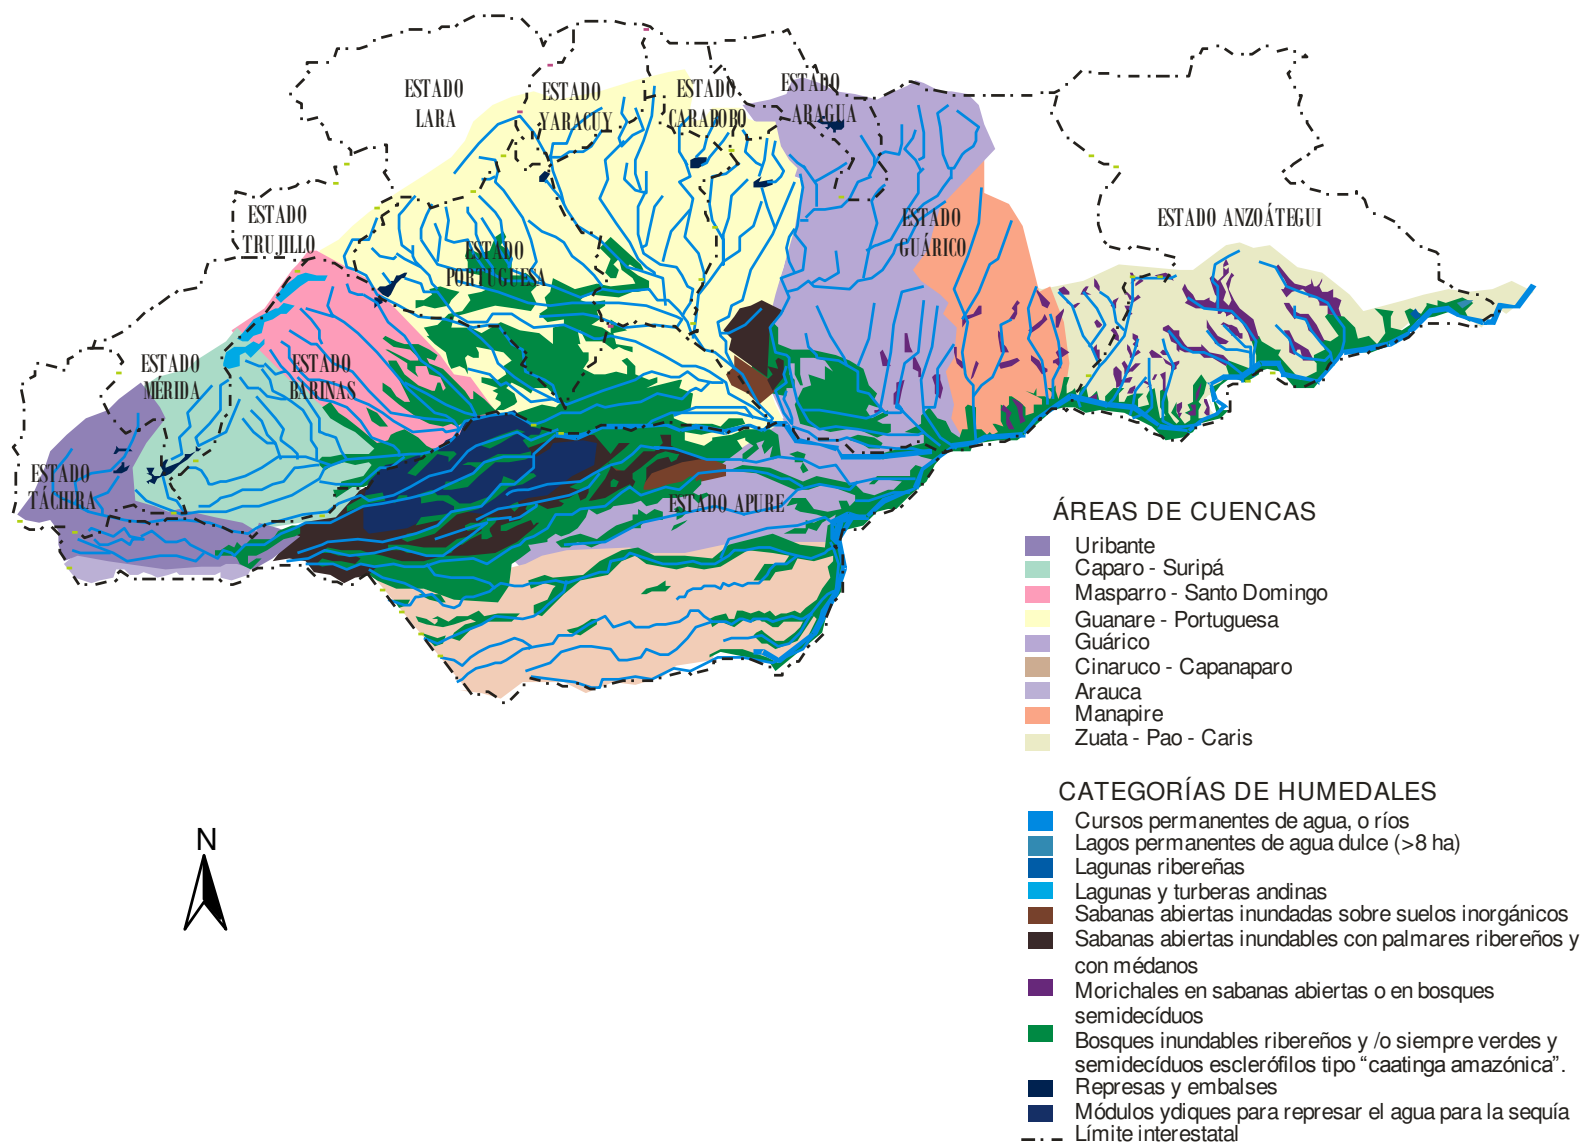 ESTADO
LARA
ESTADO
YARACUY
ESTADO
CARABOBO
ESTADO
ARAGUA
ESTADO
TRUJILLO
ESTADO
PORTUGUESA
ESTADO
GUÁRICO
ESTADO ANZOÁTEGUI
ESTADO
MÉRIDA
ESTADO
BARINAS
ESTADO
TÁCHIRA
ESTADO APURE
ÁREAS DE CUENCAS
Uribante
Caparo - Suripá
Masparro - Santo Domingo
Guanare - Portuguesa
Guárico
Cinaruco - Capanaparo
Arauca
Manapire
Zuata - Pao - Caris
CATEGORÍAS DE HUMEDALES
Cursos permanentes de agua, o ríos
Lagos permanentes de agua dulce (>8 ha)
Lagunas ribereñas
Lagunas y turberas andinas
Sabanas abiertas inundadas sobre suelos inorgánicos
Sabanas abiertas inundables con palmares ribereños y
con médanos
Morichales en sabanas abiertas o en bosques
semidecíduos
Bosques inundables ribereños y /o siempre verdes y
semidecíduos esclerófilos tipo “caatinga amazónica”.
Represas y embalses
Módulos ydiques para represar el agua para la sequía
Límite interestatal
N